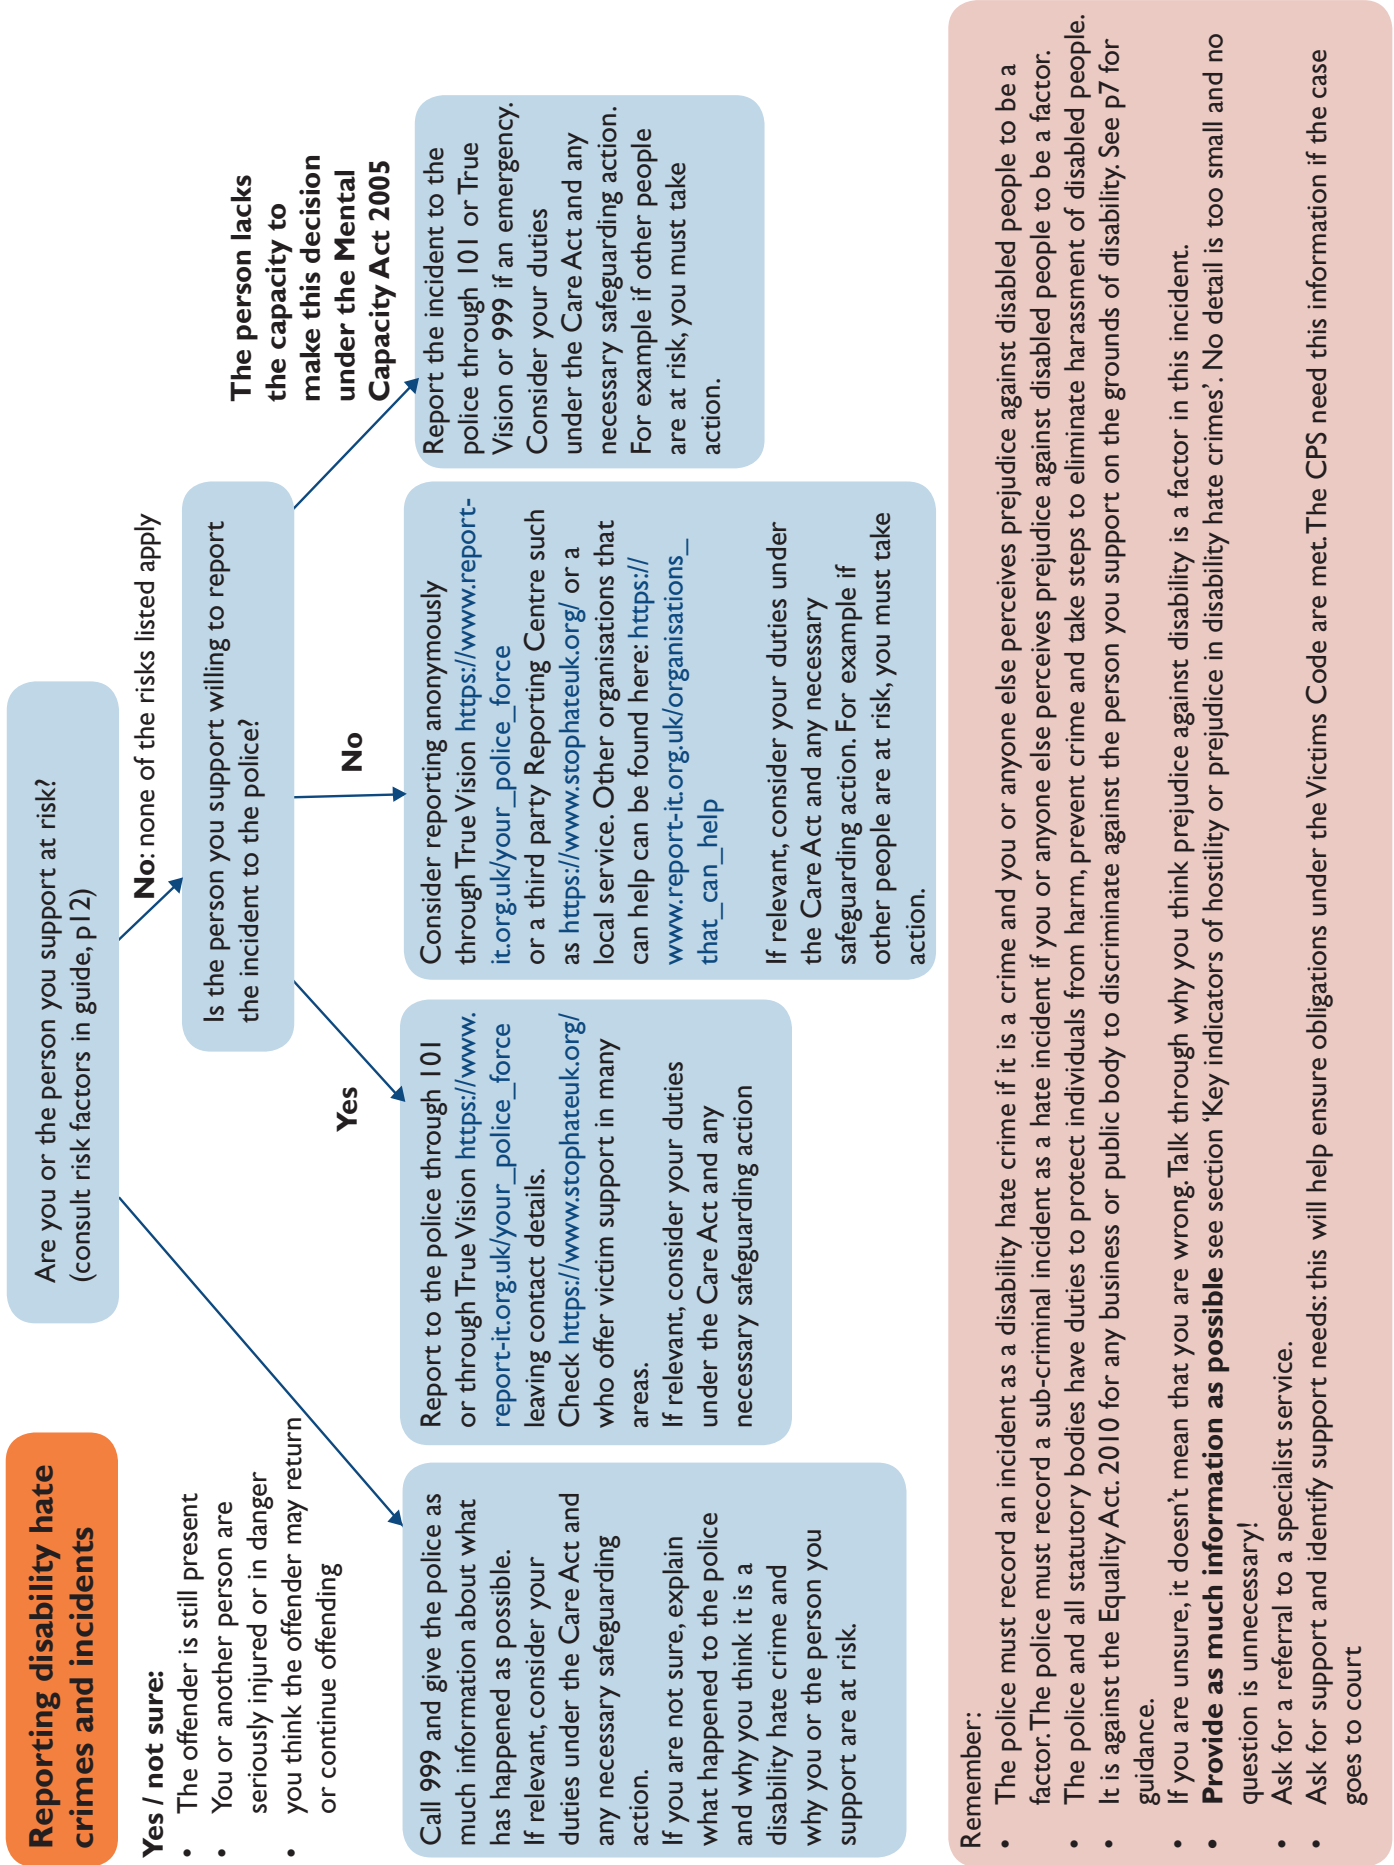 Reporting disability hate
crimes and incidents
Are you or the person you support at risk?
(consult risk factors in guide, p12)
Yes / not sure:
• The offender is still present
• You or another person are
seriously injured or in danger
• you think the offender may return
or continue offending
No: none of the risks listed apply
Is the person you support willing to report
the incident to the police?
Yes
No
The person lacks
the capacity to
make this decision
under the Mental
Capacity Act 2005
Call 999 and give the police as
much information about what
has happened as possible.
If relevant, consider your
duties under the Care Act and
any necessary safeguarding
action.
If you are not sure, explain
what happened to the police
and why you think it is a
disability hate crime and
why you or the person you
support are at risk.
Report to the police through 101
or through True Vision https://www.
report-it.org.uk/your_police_force
leaving contact details.
Check https://www.stophateuk.org/
who offer victim support in many
areas.
If relevant, consider your duties
under the Care Act and any
necessary safeguarding action
Consider reporting anonymously
through True Vision https://www.report-
it.org.uk/your_police_force
or a third party Reporting Centre such
as https://www.stophateuk.org/ or a
local service. Other organisations that
can help can be found here: https://
www.report-it.org.uk/organisations_
that_can_help
If relevant, consider your duties under
the Care Act and any necessary
safeguarding action. For example if
other people are at risk, you must take
action.
Report the incident to the
police through 101 or True
Vision or 999 if an emergency.
Consider your duties
under the Care Act and any
necessary safeguarding action.
For example if other people
are at risk, you must take
action.
Remember:
• The police must record an incident as a disability hate crime if it is a crime and you or anyone else perceives prejudice against disabled people to be a
factor. The police must record a sub-criminal incident as a hate incident if you or anyone else perceives prejudice against disabled people to be a factor.
• The police and all statutory bodies have duties to protect individuals from harm, prevent crime and take steps to eliminate harassment of disabled people.
• It is against the Equality Act. 2010 for any business or public body to discriminate against the person you support on the grounds of disability. See p7 for
guidance.
• If you are unsure, it doesn’t mean that you are wrong. Talk through why you think prejudice against disability is a factor in this incident.
• Provide as much information as possible see section ‘Key indicators of hostility or prejudice in disability hate crimes’. No detail is too small and no
question is unnecessary!
• Ask for a referral to a specialist service.
• Ask for support and identify support needs: this will help ensure obligations under the Victims Code are met. The CPS need this information if the case
goes to court